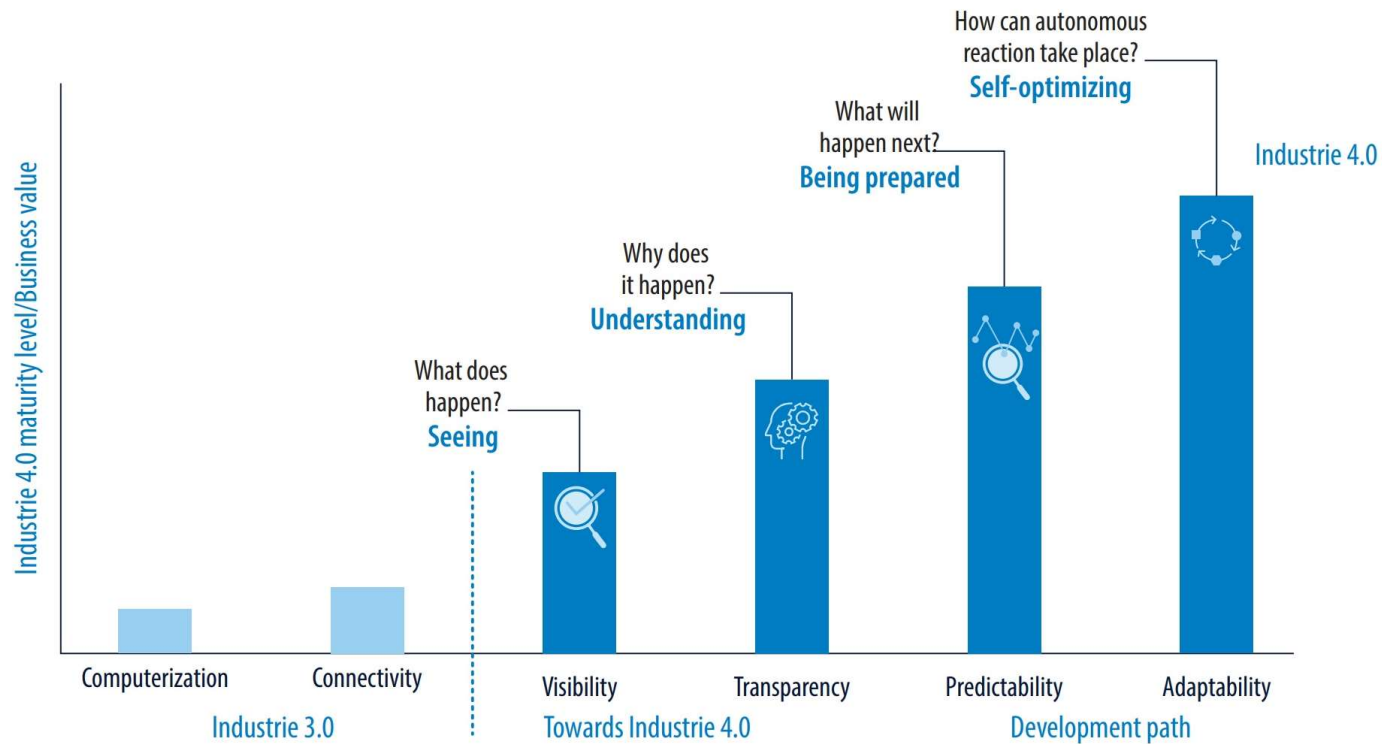 How can autonomous
reaction take place?
Self-optimizing
What will
happen next?
Being prepared
Industrie 4.0
Why does
it happen?
Understanding
What does
happen?
Seeing
Industrie 4.0 maturity level/Business value
Computerization
Connectivity
Visibility
Transparency
Predictability
Adaptability
Industrie 3.0
Towards Industrie 4.0
Development path